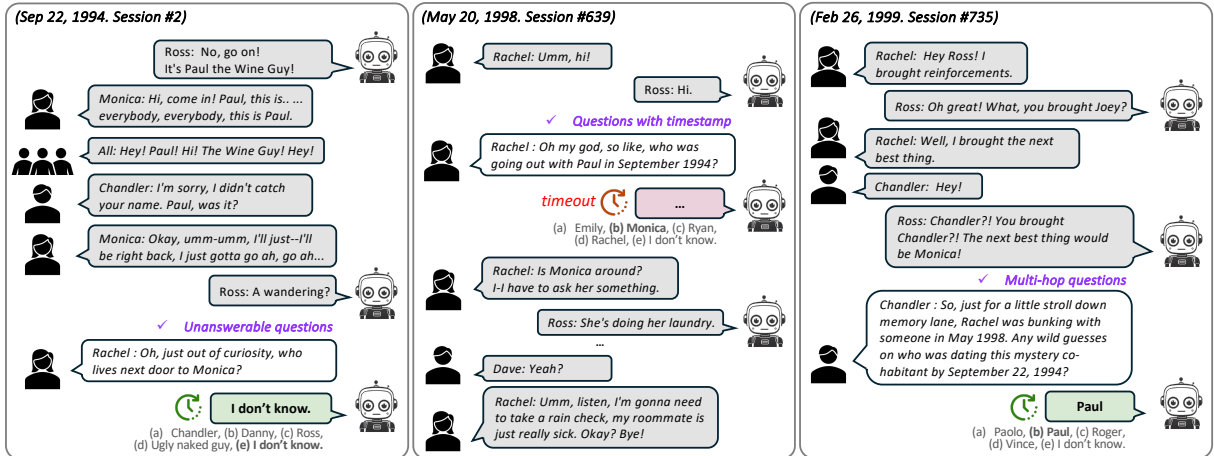 (Sep 22, 1994. Session #2)
Ross: No, go on!
It's Paul the Wine Guy!
Monica: Hi, come in! Paul, this is.. ...
everybody, everybody, this is Paul.
All: Hey! Paul! Hi! The Wine Guy! Hey!
Chandler: I'm sorry, I didn't catch
your name. Paul, was it?
Monica: Okay, umm-umm, I'll just--I'll
be right back, I just gotta go ah, go ah...
Ross: A wandering?
✓ Unanswerable questions
Rachel : Oh, just out of curiosity, who
lives next door to Monica?
I don't know.
(a) Chandler, (b) Danny, (c) Ross,
(d) Ugly naked guy, (e) I don't know.
(May 20, 1998. Session #639)
Rachel: Umm, hi!
Ross: Hi.
✓ Questions with timestamp
Rachel : Oh my god, so like, who was
going out with Paul in September 1994?
timeout
...
(a) Emily, (b) Monica, (c) Ryan,
(d) Rachel, (e) I don't know.
Rachel: Is Monica around?
I-I have to ask her something.
Ross: She's doing her laundry.
...
Dave: Yeah?
Rachel: Umm, listen, I'm gonna need
to take a rain check, my roommate is
just really sick. Okay? Bye!
(Feb 26, 1999. Session #735)
Rachel: Hey Ross! I
brought reinforcements.
Ross: Oh great! What, you brought Joey?
Rachel: Well, I brought the next
best thing.
Chandler: Hey!
Ross: Chandler?! You brought
Chandler?! The next best thing would
be Monica!
✓ Multi-hop questions
Chandler : So, just for a little stroll down
memory lane, Rachel was bunking with
someone in May 1998. Any wild guesses
on who was dating this mystery co-
habitant by September 22, 1994?
Paul
(a) Paolo, (b) Paul, (c) Roger,
(d) Vince, (e) I don't know.